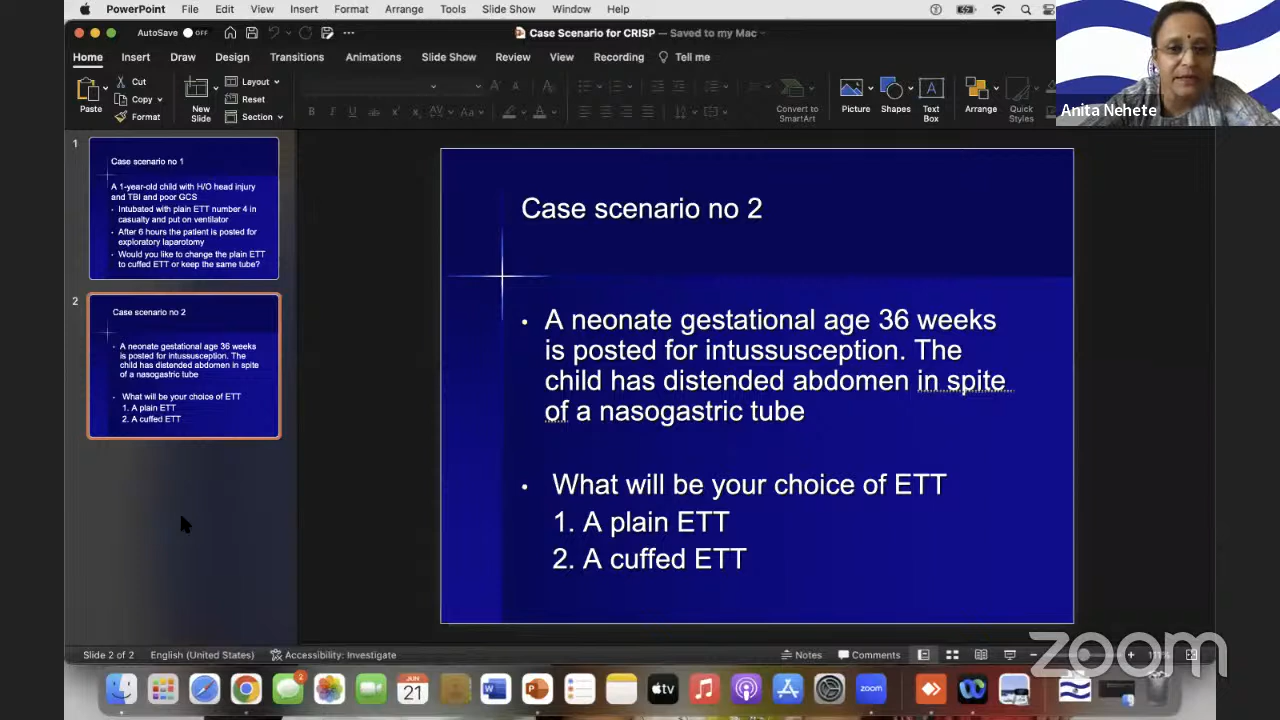 PowerPoint File Edit View Insert Format Arrange Tools Slide Show Window Help
AutoSave OFF
Case Scenario for CRISP — Saved to my Mac
Home Insert Draw Design Transitions Animations Slide Show Review View Recording Tell me
Paste
Cut
Copy
Format
New Slide
Layout
Reset
Section
Convert to SmartArt
Picture
Shapes
Text Box
Arrange
Quick Styles
Anita Nehete
1
Case scenario no 1
A 1-year-old child with H/O head injury
and TBI and poor GCS
• Intubated with plain ETT number 4 in
casualty and put on ventilator
• After 6 hours the patient is posted for
exploratory laparotomy
• Would you like to change the plain ETT
to cuffed ETT or keep the same tube?
2
Case scenario no 2
• A neonate gestational age 36 weeks
is posted for intussusception. The
child has distended abdomen in spite
of a nasogastric tube
• What will be your choice of ETT
1. A plain ETT
2. A cuffed ETT
Case scenario no 2
• A neonate gestational age 36 weeks
is posted for intussusception. The
child has distended abdomen in spite
of a nasogastric tube
• What will be your choice of ETT
1. A plain ETT
2. A cuffed ETT
Slide 2 of 2 English (United States) Accessibility: Investigate
Notes Comments
zoom
JUN
21
2
tv
zoom